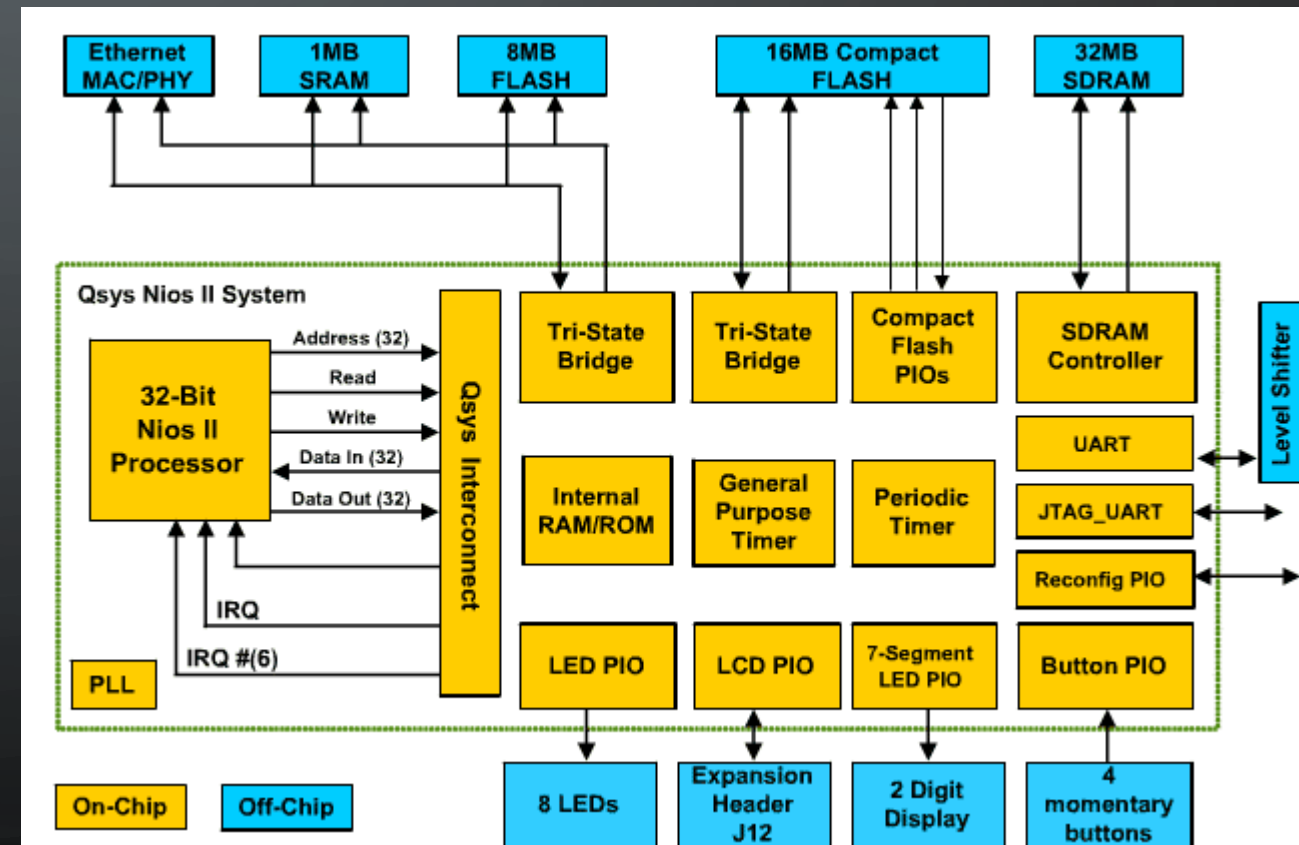 Ethernet
MAC/PHY
1MB
SRAM
8MB
FLASH
16MB Compact
FLASH
32MB
SDRAM
Qsys Nios II System
32-Bit
Nios II
Processor
Address (32)
Read
Write
Data In (32)
Data Out (32)
IRQ
IRQ #(6)
PLL
Qsys Interconnect
Tri-State
Bridge
Tri-State
Bridge
Compact
Flash
PIOs
SDRAM
Controller
Internal
RAM/ROM
General
Purpose
Timer
Periodic
Timer
UART
JTAG_UART
Reconfig PIO
Level Shifter
LED PIO
LCD PIO
7-Segment
LED PIO
Button PIO
On-Chip
Off-Chip
8 LEDs
Expansion
Header
J12
2 Digit
Display
4
momentary
buttons